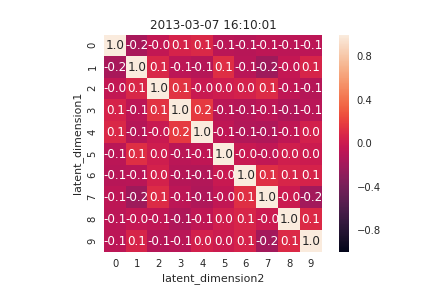 2013-03-07 16:10:01
latent_dimension1
0 1.0 -0.2 -0.0 0.1 0.1 -0.1 -0.1 -0.1 -0.1 -0.1
1 -0.2 1.0 0.1 -0.1 -0.1 0.1 -0.1 -0.2 -0.0 0.1
2 -0.0 0.1 1.0 0.1 -0.0 0.0 0.0 0.1 -0.1 -0.1
3 0.1 -0.1 0.1 1.0 0.2 -0.1 -0.1 -0.1 -0.1 -0.1
4 0.1 -0.1 -0.0 0.2 1.0 -0.1 -0.1 -0.1 -0.1 0.0
5 -0.1 0.1 0.0 -0.1 -0.1 1.0 -0.0 -0.0 0.0 0.0
6 -0.1 -0.1 0.0 -0.1 -0.1 -0.0 1.0 0.1 0.1 0.1
7 -0.1 -0.2 0.1 -0.1 -0.1 -0.0 0.1 1.0 -0.0 -0.2
8 -0.1 -0.0 -0.1 -0.1 -0.1 0.0 0.1 -0.0 1.0 0.1
9 -0.1 0.1 -0.1 -0.1 0.0 0.0 0.1 -0.2 0.1 1.0
0 1 2 3 4 5 6 7 8 9
latent_dimension2
0.8
0.4
0.0
−0.4
−0.8